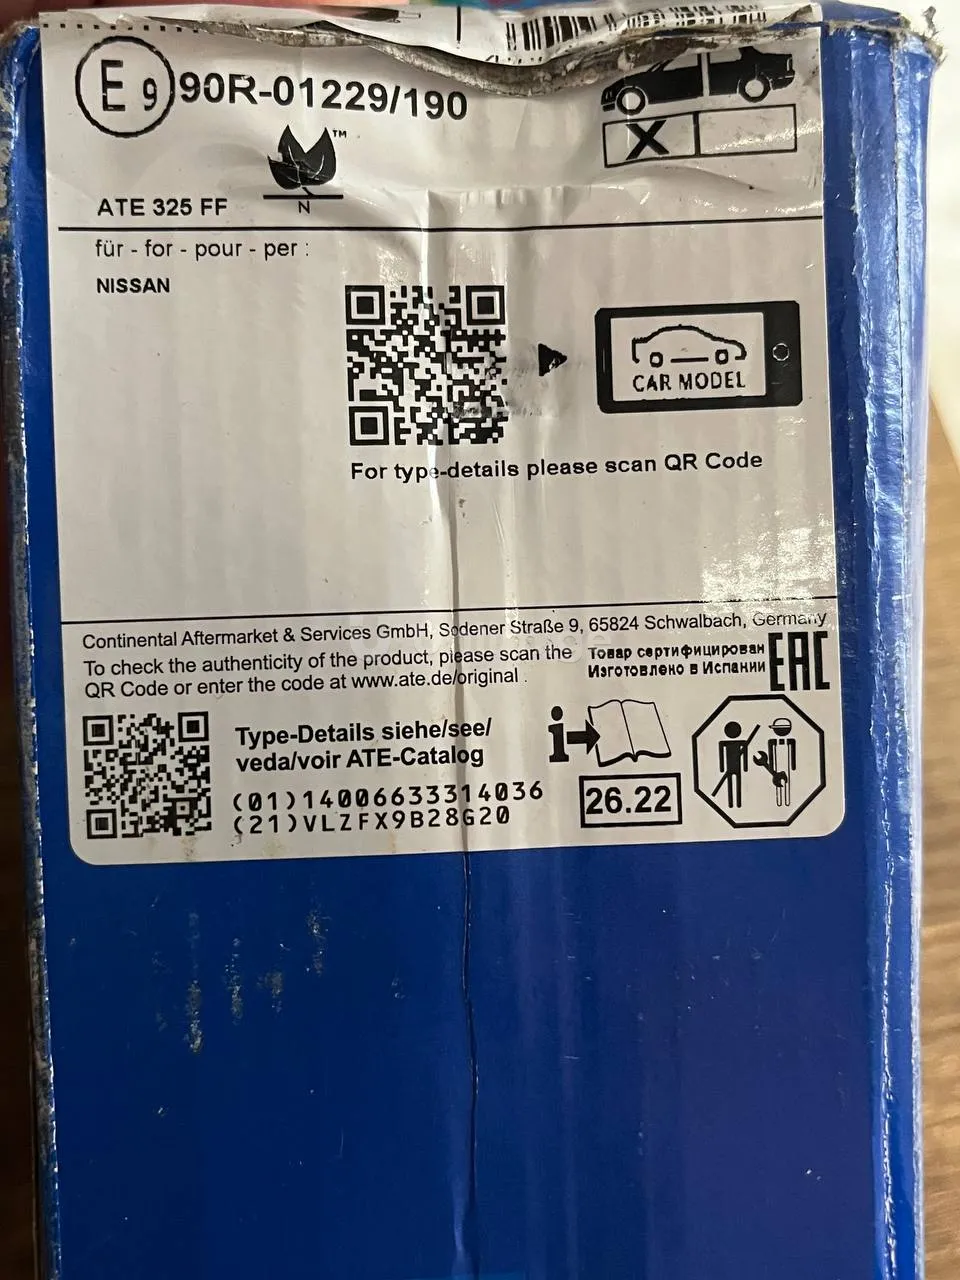 E 9 90R-01229/190
X
TM
N
ATE 325 FF
für - for - pour - per :
NISSAN
CAR MODEL
For type-details please scan QR Code
Continental Aftermarket & Services GmbH, Sodener Straße 9, 65824 Schwalbach, Germany
To check the authenticity of the product, please scan the
QR Code or enter the code at www.ate.de/original .
Товар сертифицирован
Изготовлено в Испании
EAC
Type-Details siehe/see/
veda/voir ATE-Catalog
(01)14006633314036
(21)VLZFX9B28G20
i
26.22